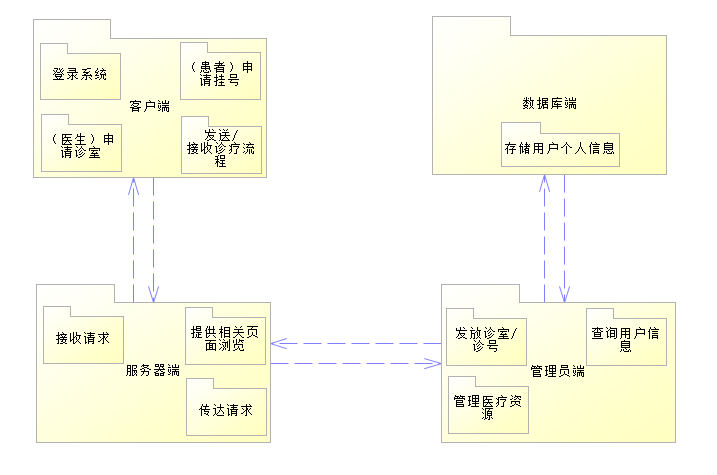 登录系统
（患者）申
请挂号
客户端
（医生）申
请诊室
发送/
接收诊疗流
程
数据库端
存储用户个人信息
接收请求
提供相关页
面浏览
服务器端
传达请求
发放诊室/
诊号
查询用户信
息
管理员端
管理医疗资
源